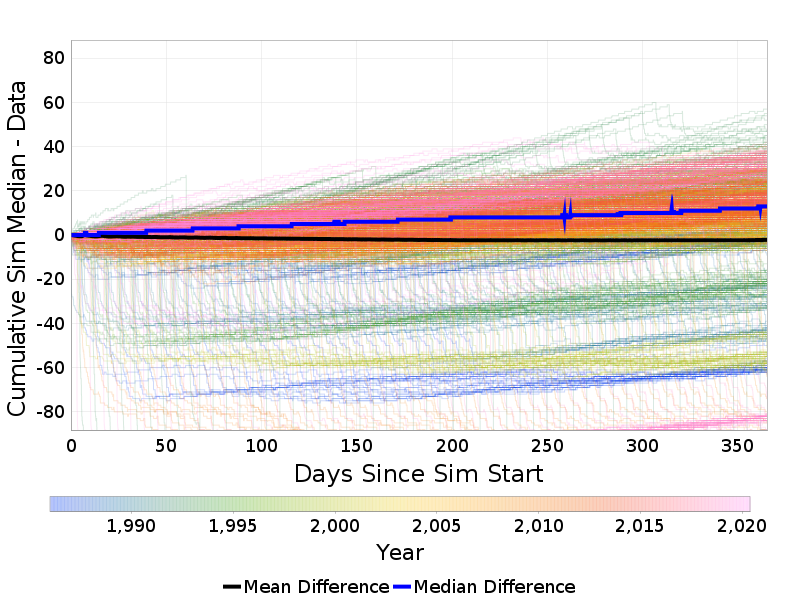 Cumulative Sim Median - Data
80
60
40
20
0
-20
-40
-60
-80
0 50 100 150 200 250 300 350
Days Since Sim Start
1,990 1,995 2,000 2,005 2,010 2,015 2,020
Year
Mean Difference Median Difference